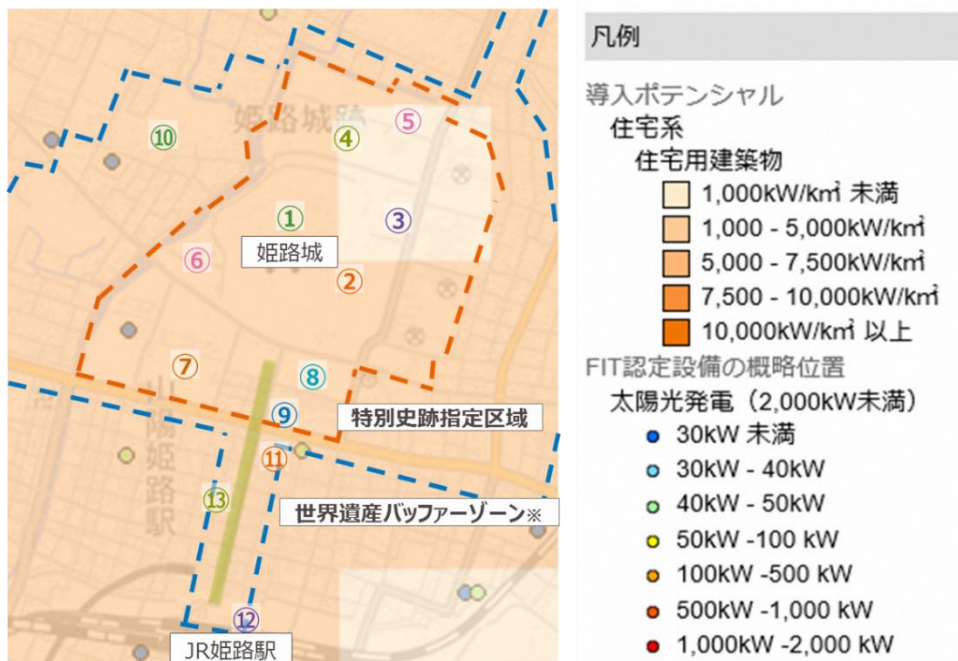 姫路城跡
⑩
④
⑤
①
③
姫路城
⑥
②
⑦
⑧
⑨
特別史跡指定区域
山陽姫路駅
⑪
⑬
世界遺産バッファーゾーン※
⑫
JR姫路駅
凡例
導入ポテンシャル
住宅系
住宅用建築物
1,000kW/km² 未満
1,000 - 5,000kW/km²
5,000 - 7,500kW/km²
7,500 - 10,000kW/km²
10,000kW/km² 以上
FIT認定設備の概略位置
太陽光発電（2,000kW未満）
30kW 未満
30kW - 40kW
40kW - 50kW
50kW -100 kW
100kW -500 kW
500kW -1,000 kW
1,000kW -2,000 kW